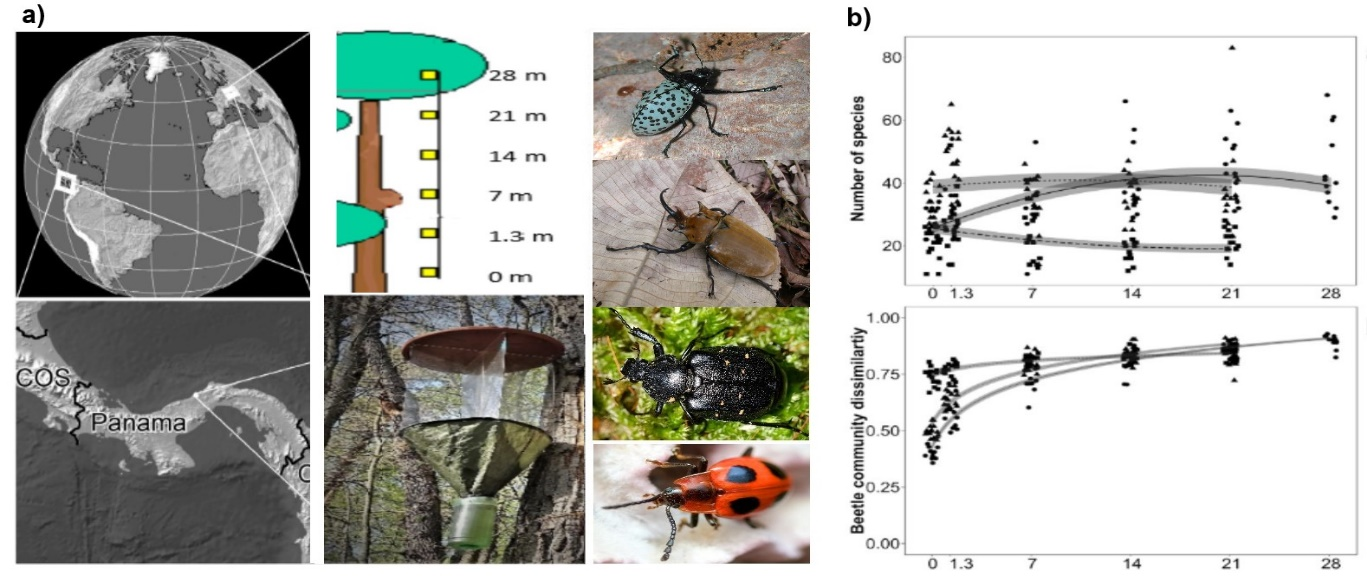 a)
28 m
21 m
14 m
7 m
1.3 m
0 m
COS
Panama
C
b)
Number of species
80
60
40
20
0 1.3 7 14 21 28
Beetle community dissimilartiy
1.00
0.75
0.50
0.25
0.00
0 1.3 7 14 21 28